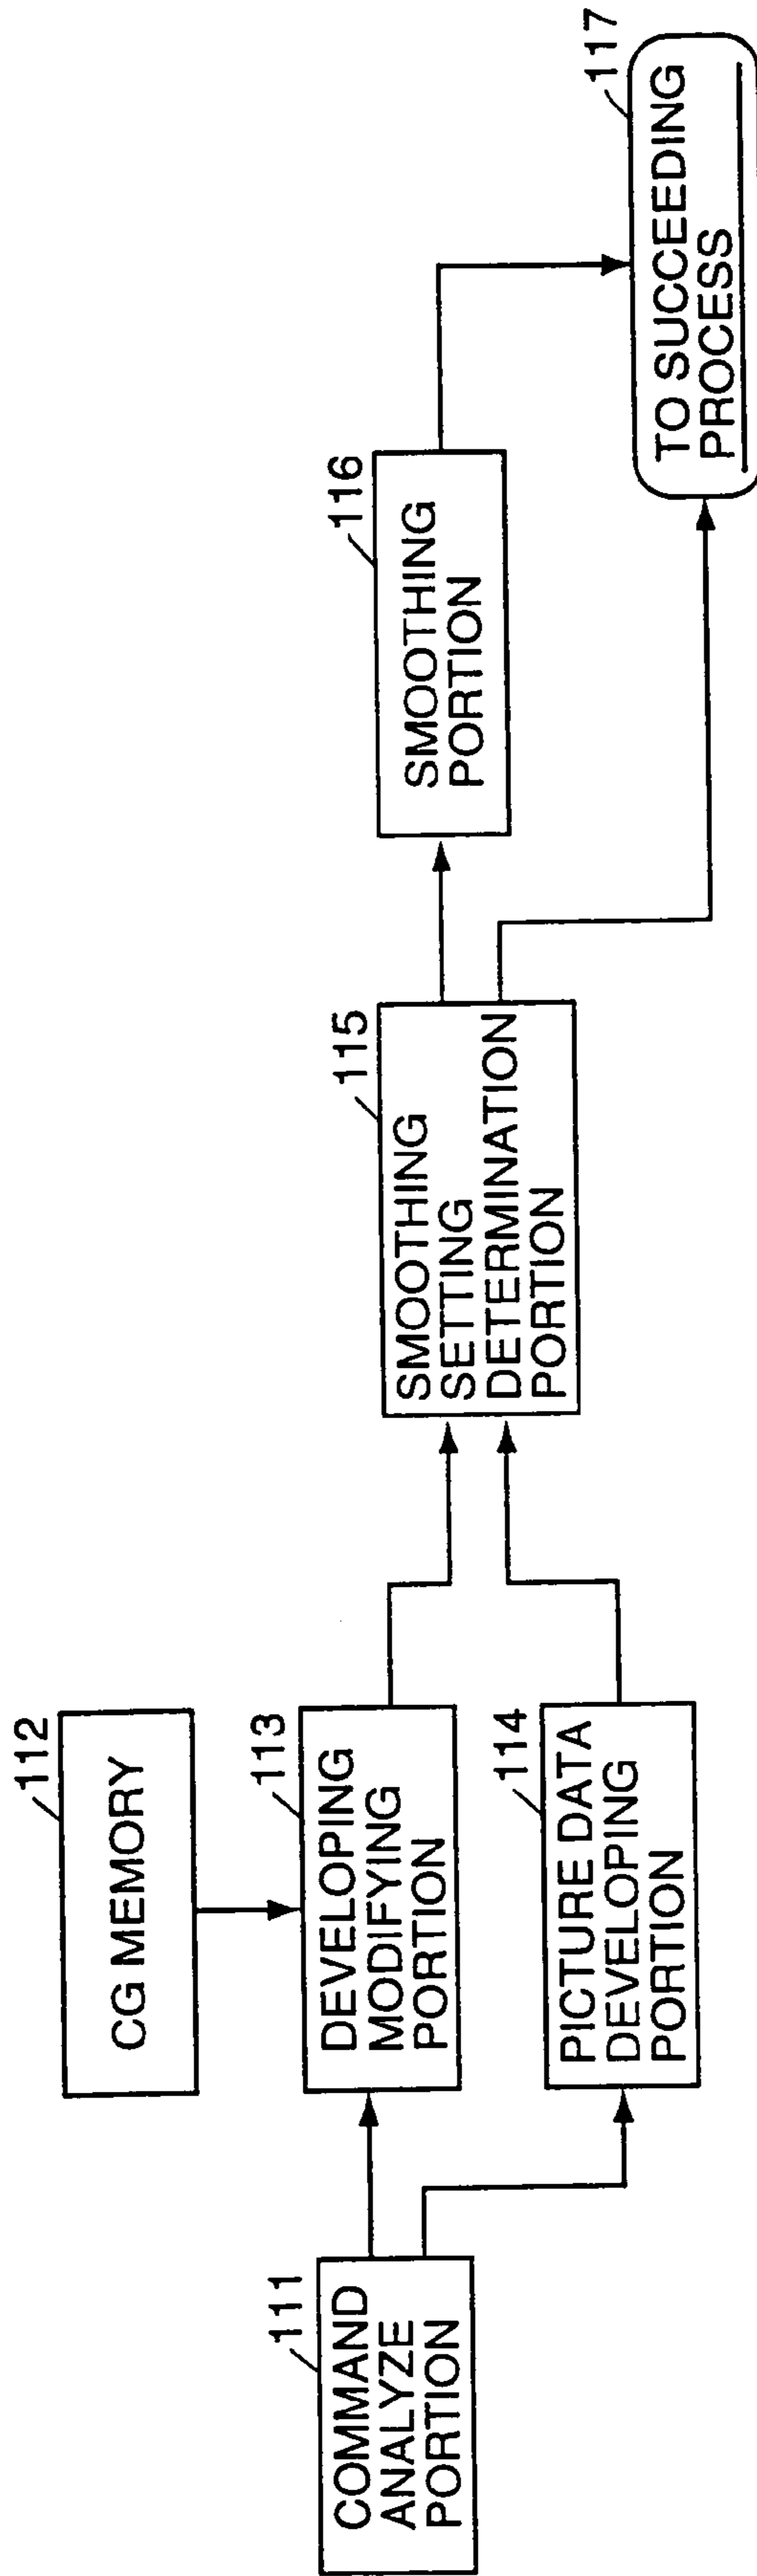 111
COMMAND
ANALYZE
PORTION
112
CG MEMORY
113
DEVELOPING
MODIFYING
PORTION
114
PICTURE DATA
DEVELOPING
PORTION
115
SMOOTHING
SETTING
DETERMINATION
PORTION
116
SMOOTHING
PORTION
117
TO SUCCEEDING
PROCESS